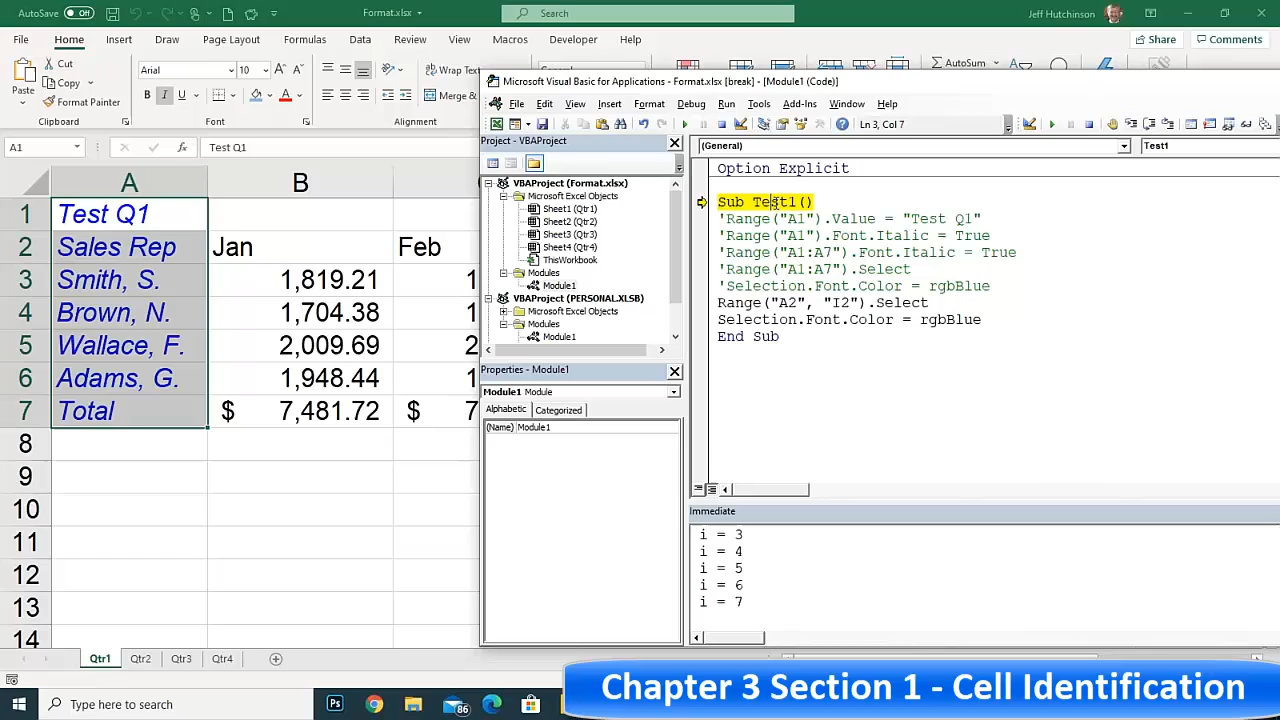 AutoSave Off
Format.xlsx
Search
Jeff Hutchinson
File Home Insert Draw Page Layout Formulas Data Review View Macros Developer Help
Share Comments
Paste
Cut
Copy
Format Painter
Clipboard
Arial 10
B I U
Font
Wrap Text
Merge &
Alignment
AutoSum
A1
Test Q1
A B
1 Test Q1
2 Sales Rep Jan Feb
3 Smith, S. 1,819.21 1
4 Brown, N. 1,704.38 1
5 Wallace, F. 2,009.69 2
6 Adams, G. 1,948.44 1
7 Total $ 7,481.72 $ 7
8
9
10
11
12
13
14
Qtr1 Qtr2 Qtr3 Qtr4
Microsoft Visual Basic for Applications - Format.xlsx [break] - [Module1 (Code)]
File Edit View Insert Format Debug Run Tools Add-Ins Window Help
Ln 3, Col 7
Project - VBAProject
VBAProject (Format.xlsx)
Microsoft Excel Objects
Sheet1 (Qtr1)
Sheet2 (Qtr2)
Sheet3 (Qtr3)
Sheet4 (Qtr4)
ThisWorkbook
Modules
Module1
VBAProject (PERSONAL.XLSB)
Microsoft Excel Objects
Modules
Module1
Properties - Module1
Module1 Module
Alphabetic Categorized
(Name) Module1
(General) Test1
Option Explicit
Sub Test1()
'Range("A1").Value = "Test Q1"
'Range("A1").Font.Italic = True
'Range("A1:A7").Font.Italic = True
'Range("A1:A7").Select
'Selection.Font.Color = rgbBlue
Range("A2", "I2").Select
Selection.Font.Color = rgbBlue
End Sub
Immediate
i = 3
i = 4
i = 5
i = 6
i = 7
Chapter 3 Section 1 - Cell Identification
Type here to search
Ps
86